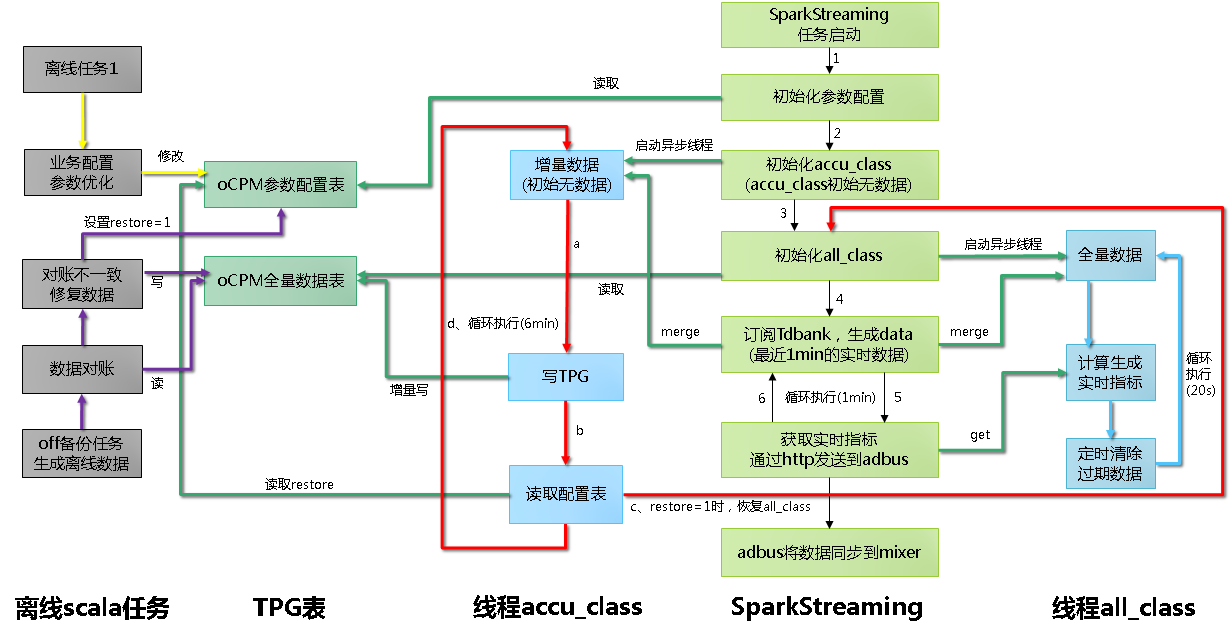 SparkStreaming
任务启动
1
离线任务1
读取
初始化参数配置
2
业务配置
参数优化
修改
oCPM参数配置表
增量数据
(初始无数据)
启动异步线程
初始化accu_class
(accu_class初始无数据)
设置restore=1
3
a
初始化all_class
启动异步线程
全量数据
对账不一致
修复数据
写
oCPM全量数据表
读取
4
d、循环执行(6min)
merge
订阅Tdbank，生成data
(最近1min的实时数据)
merge
数据对账
读
增量写
写TPG
6
循环执行(1min)
5
计算生成
实时指标
循环
执行
(20s)
off备份任务
生成离线数据
b
获取实时指标
通过http发送到adbus
get
定时清除
过期数据
读取restore
读取配置表
c、restore=1时，恢复all_class
adbus将数据同步到mixer
离线scala任务
TPG表
线程accu_class
SparkStreaming
线程all_class